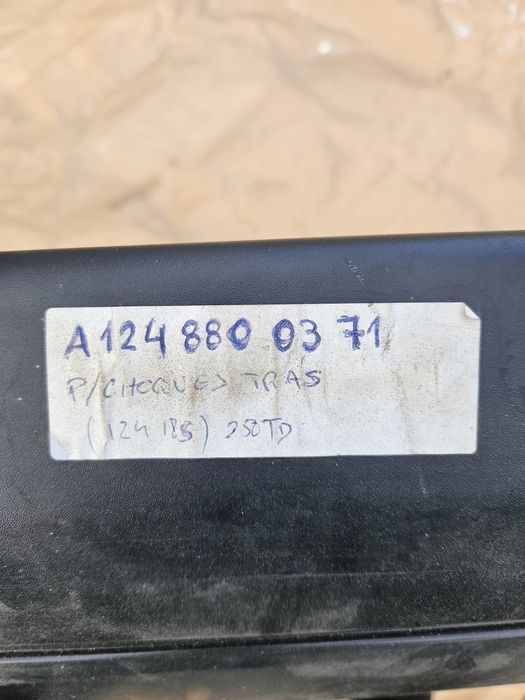 A 124 880 03 71
P/CHOQUES TRÁS
(124 185) 250TD